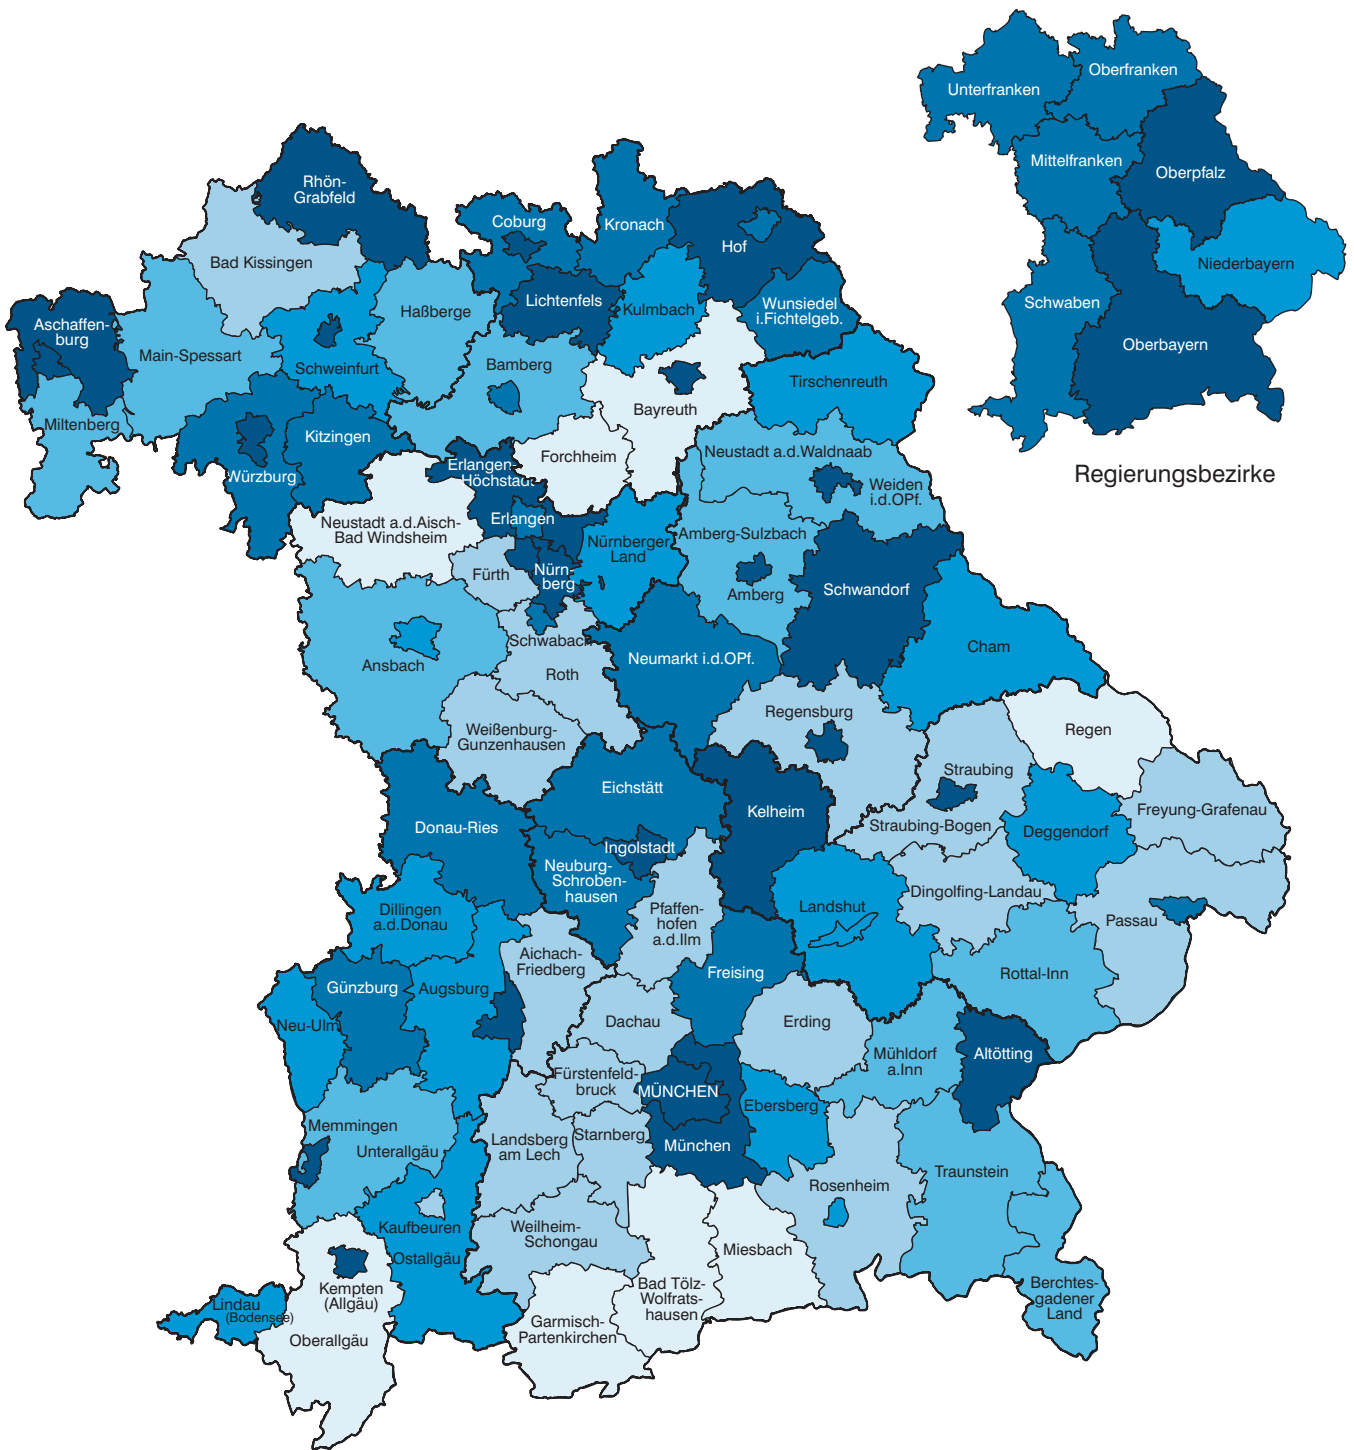 Oberfranken
Unterfranken
Mittelfranken
Oberpfalz
Niederbayern
Schwaben
Oberbayern
Regierungsbezirke
Rhön-
Grabfeld
Coburg
Kronach
Hof
Bad Kissingen
Lichtenfels
Wunsiedel
i.Fichtelgeb.
Haßberge
Kulmbach
Aschaffen-
burg
Main-Spessart
Schweinfurt
Bamberg
Tirschenreuth
Bayreuth
Miltenberg
Kitzingen
Neustadt a.d.Waldnaab
Forchheim
Erlangen-
Höchstadt
Würzburg
Weiden
i.d.OPf.
Neustadt a.d.Aisch-
Bad Windsheim
Erlangen
Nürnberger
Land
Amberg-Sulzbach
Fürth
Nürn-
berg
Schwandorf
Amberg
Schwabach
Cham
Ansbach
Neumarkt i.d.OPf.
Roth
Regensburg
Weißenburg-
Gunzenhausen
Regen
Straubing
Eichstätt
Kelheim
Freyung-Grafenau
Donau-Ries
Straubing-Bogen
Deggendorf
Ingolstadt
Neuburg-
Schroben-
hausen
Dingolfing-Landau
Dillingen
a.d.Donau
Pfaffen-
hofen
a.d.Ilm
Landshut
Passau
Aichach-
Friedberg
Freising
Rottal-Inn
Günzburg
Augsburg
Neu-Ulm
Dachau
Erding
Mühldorf
a.Inn
Altötting
Fürstenfeld-
bruck
MÜNCHEN
Ebersberg
Memmingen
Unterallgäu
Landsberg
am Lech
Starnberg
München
Traunstein
Rosenheim
Kaufbeuren
Ostallgäu
Weilheim-
Schongau
Miesbach
Kempten
(Allgäu)
Bad Tölz-
Wolfrats-
hausen
Berchtes-
gadener
Land
Lindau
(Bodensee)
Oberallgäu
Garmisch-
Partenkirchen